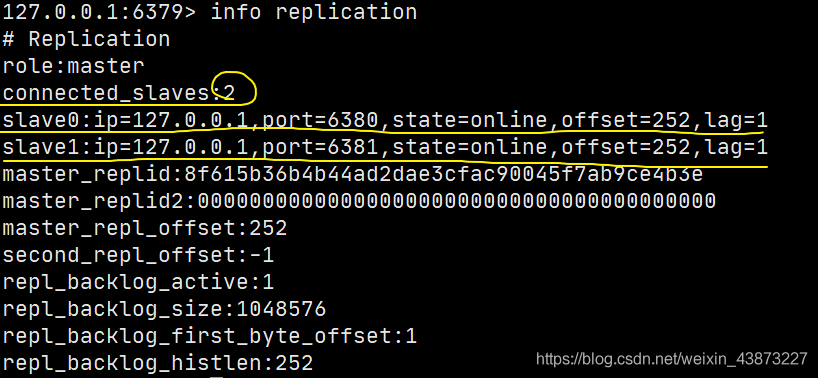 127.0.0.1:6379> info replication
# Replication
role:master
connected_slaves:2
slave0:ip=127.0.0.1,port=6380,state=online,offset=252,lag=1
slave1:ip=127.0.0.1,port=6381,state=online,offset=252,lag=1
master_replid:8f615b36b4b44ad2dae3cfac90045f7ab9ce4b3e
master_replid2:0000000000000000000000000000000000000000
master_repl_offset:252
second_repl_offset:-1
repl_backlog_active:1
repl_backlog_size:1048576
repl_backlog_first_byte_offset:1
repl_backlog_histlen:252
https://blog.csdn.net/weixin_43873227